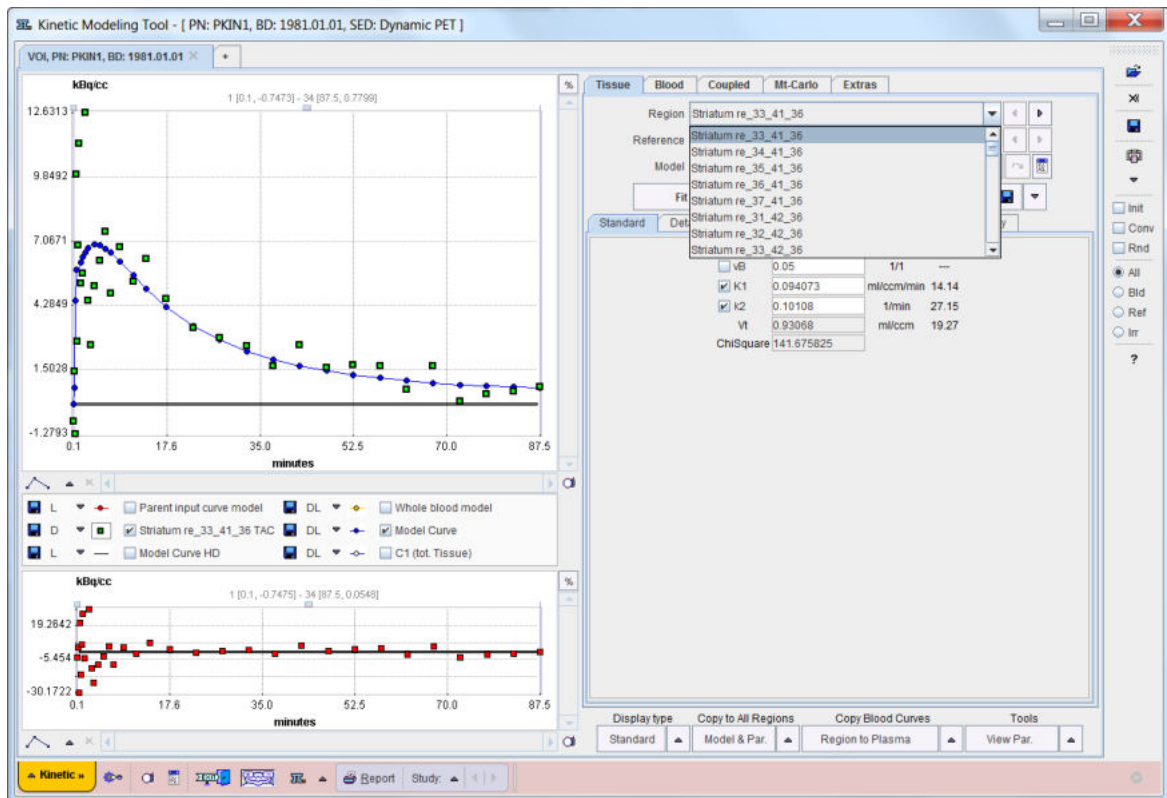 Kinetic Modeling Tool - [ PN: PKIN1, BD: 1981.01.01, SED: Dynamic PET ]
VOI, PN: PKIN1, BD: 1981.01.01
+
kBq/cc
%
1 [0.1, -0.7473] - 34 [87.5, 0.7799]
12.6313
9.8492
7.0671
4.2849
1.5028
-1.2793
0.1 17.6 35.0 52.5 70.0 87.5
minutes
L Parent input curve model DL Whole blood model
D Striatum re_33_41_36 TAC DL Model Curve
L Model Curve HD DL C1 (tot. Tissue)
kBq/cc
%
1 [0.1, -0.7475] - 34 [87.5, 0.0548]
19.2642
-5.454
-30.1722
0.1 17.6 35.0 52.5 70.0 87.5
minutes
Tissue Blood Coupled Mt-Carlo Extras
Region Striatum re_33_41_36
Reference
Model
Fit
Striatum re_33_41_36
Striatum re_34_41_36
Striatum re_35_41_36
Striatum re_36_41_36
Striatum re_37_41_36
Striatum re_31_42_36
Striatum re_32_42_36
Striatum re_33_42_36
Standard Det
y
vB 0.05 1/1 ---
K1 0.094073 ml/ccm/min 14.14
k2 0.10108 1/min 27.15
Vt 0.93068 ml/ccm 19.27
ChiSquare 141.675825
Display type Copy to All Regions Copy Blood Curves Tools
Standard Model & Par. Region to Plasma View Par.
Init
Conv
Rnd
All
Bld
Ref
Irr
?
Kinetic » Report Study: